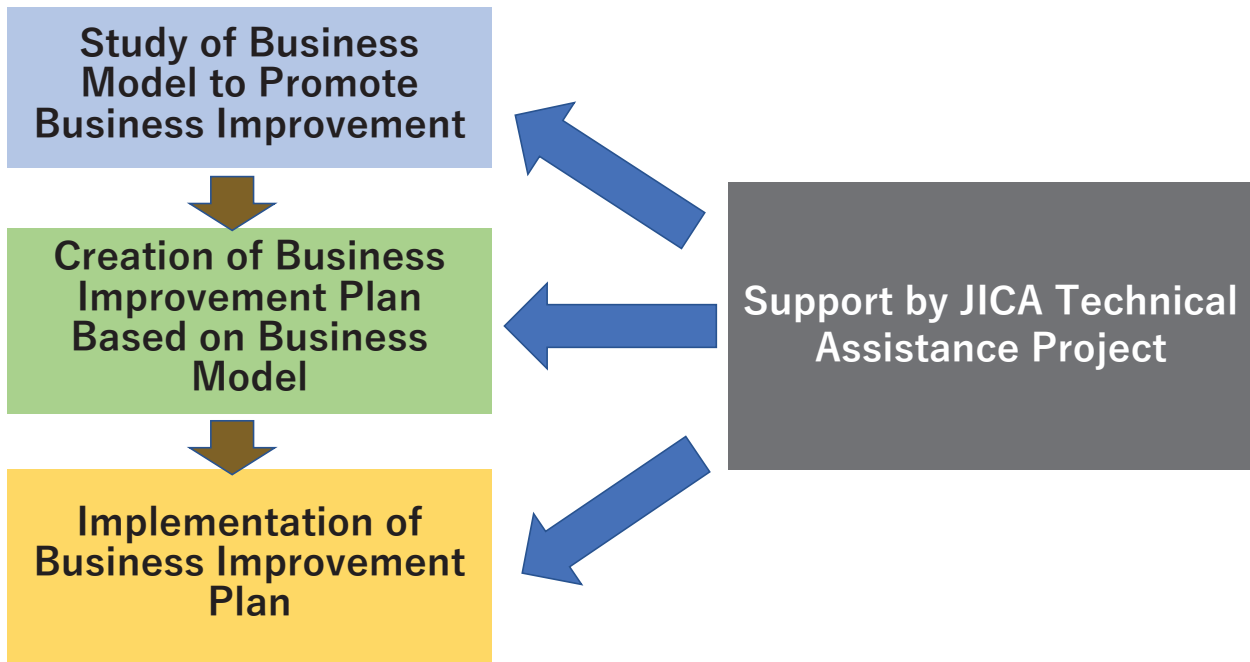 Study of Business
Model to Promote
Business Improvement
Creation of Business
Improvement Plan
Based on Business
Model
Implementation of
Business Improvement
Plan
Support by JICA Technical
Assistance Project